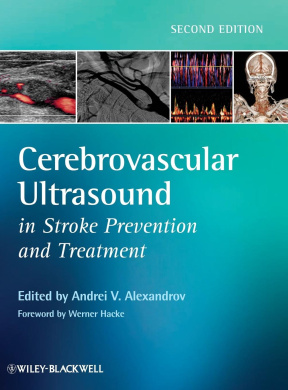 SECOND EDITION
Cerebrovascular
Ultrasound
in Stroke Prevention
and Treatment
Edited by Andrei V. Alexandrov
Foreword by Werner Hacke
WILEY-BLACKWELL